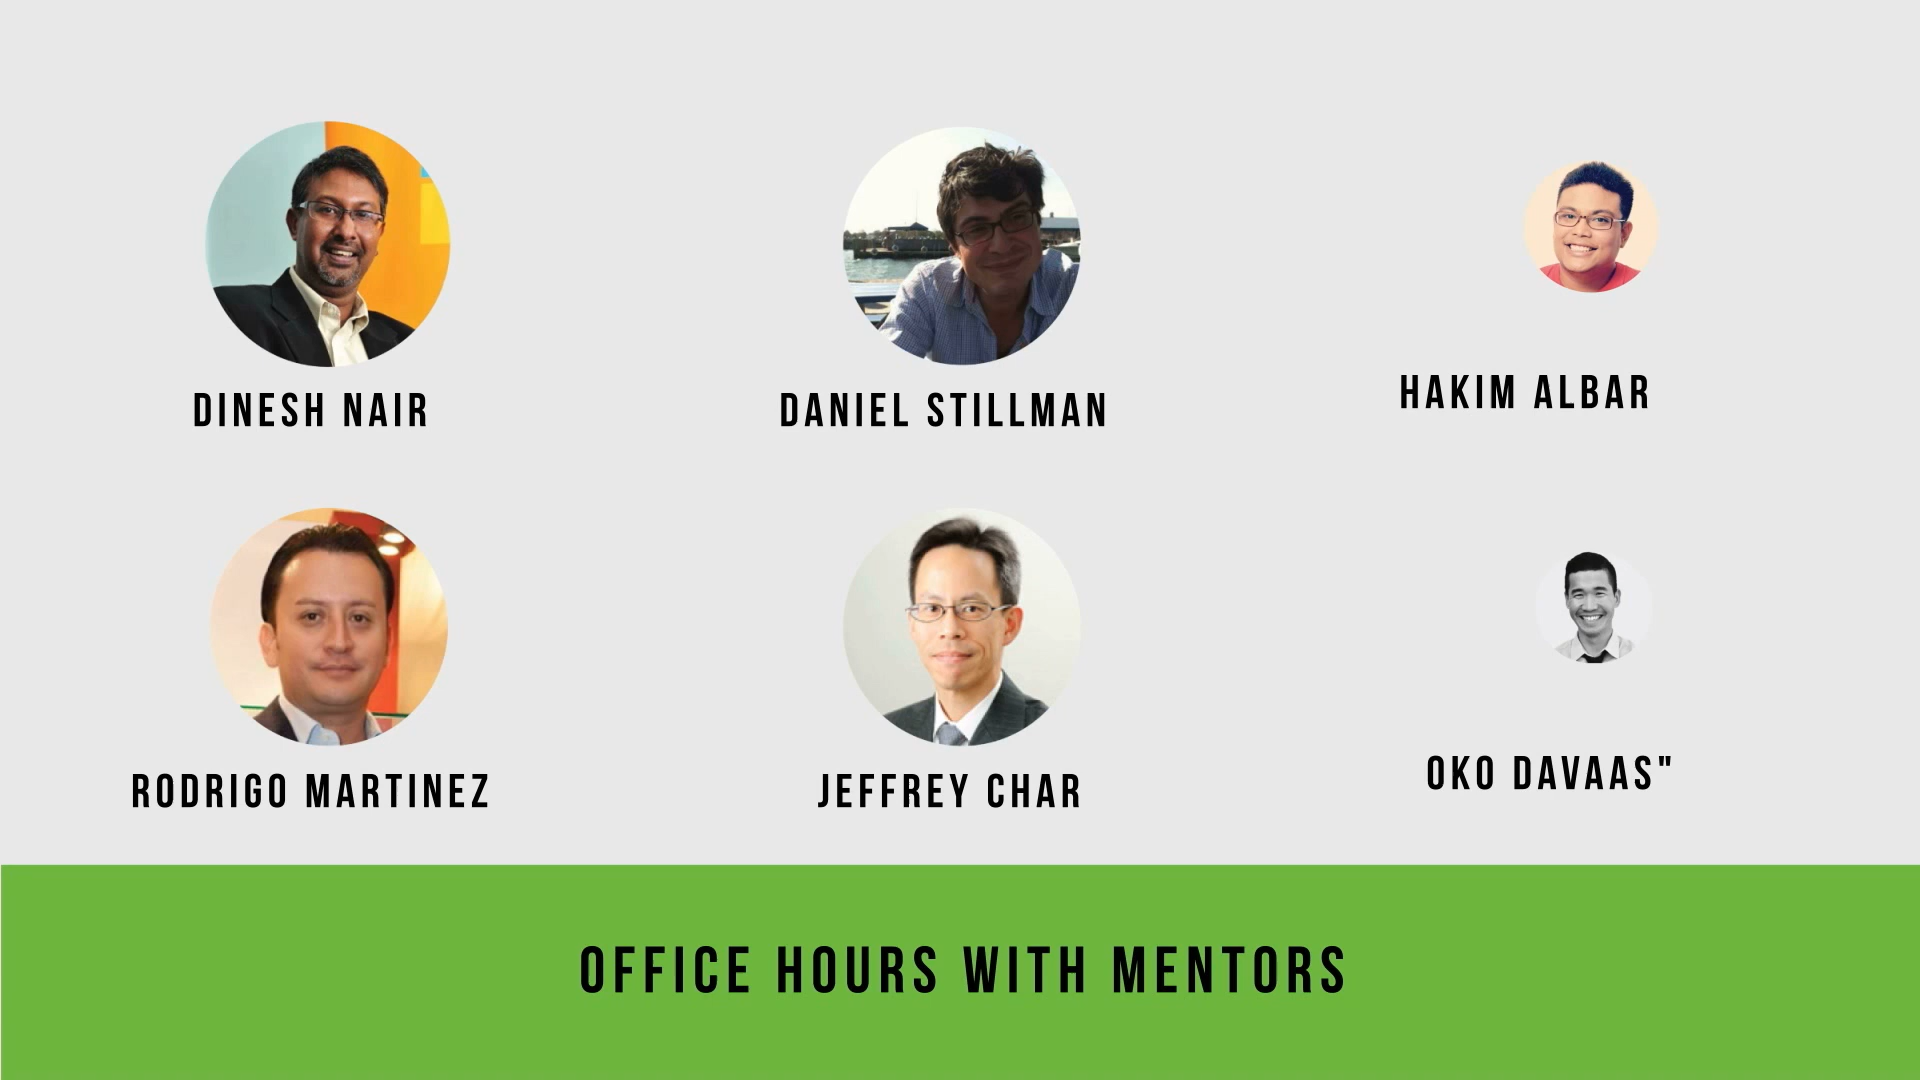 DINESH NAIR
DANIEL STILLMAN
HAKIM ALBAR
RODRIGO MARTINEZ
JEFFREY CHAR
OKO DAVAAS"
OFFICE HOURS WITH MENTORS